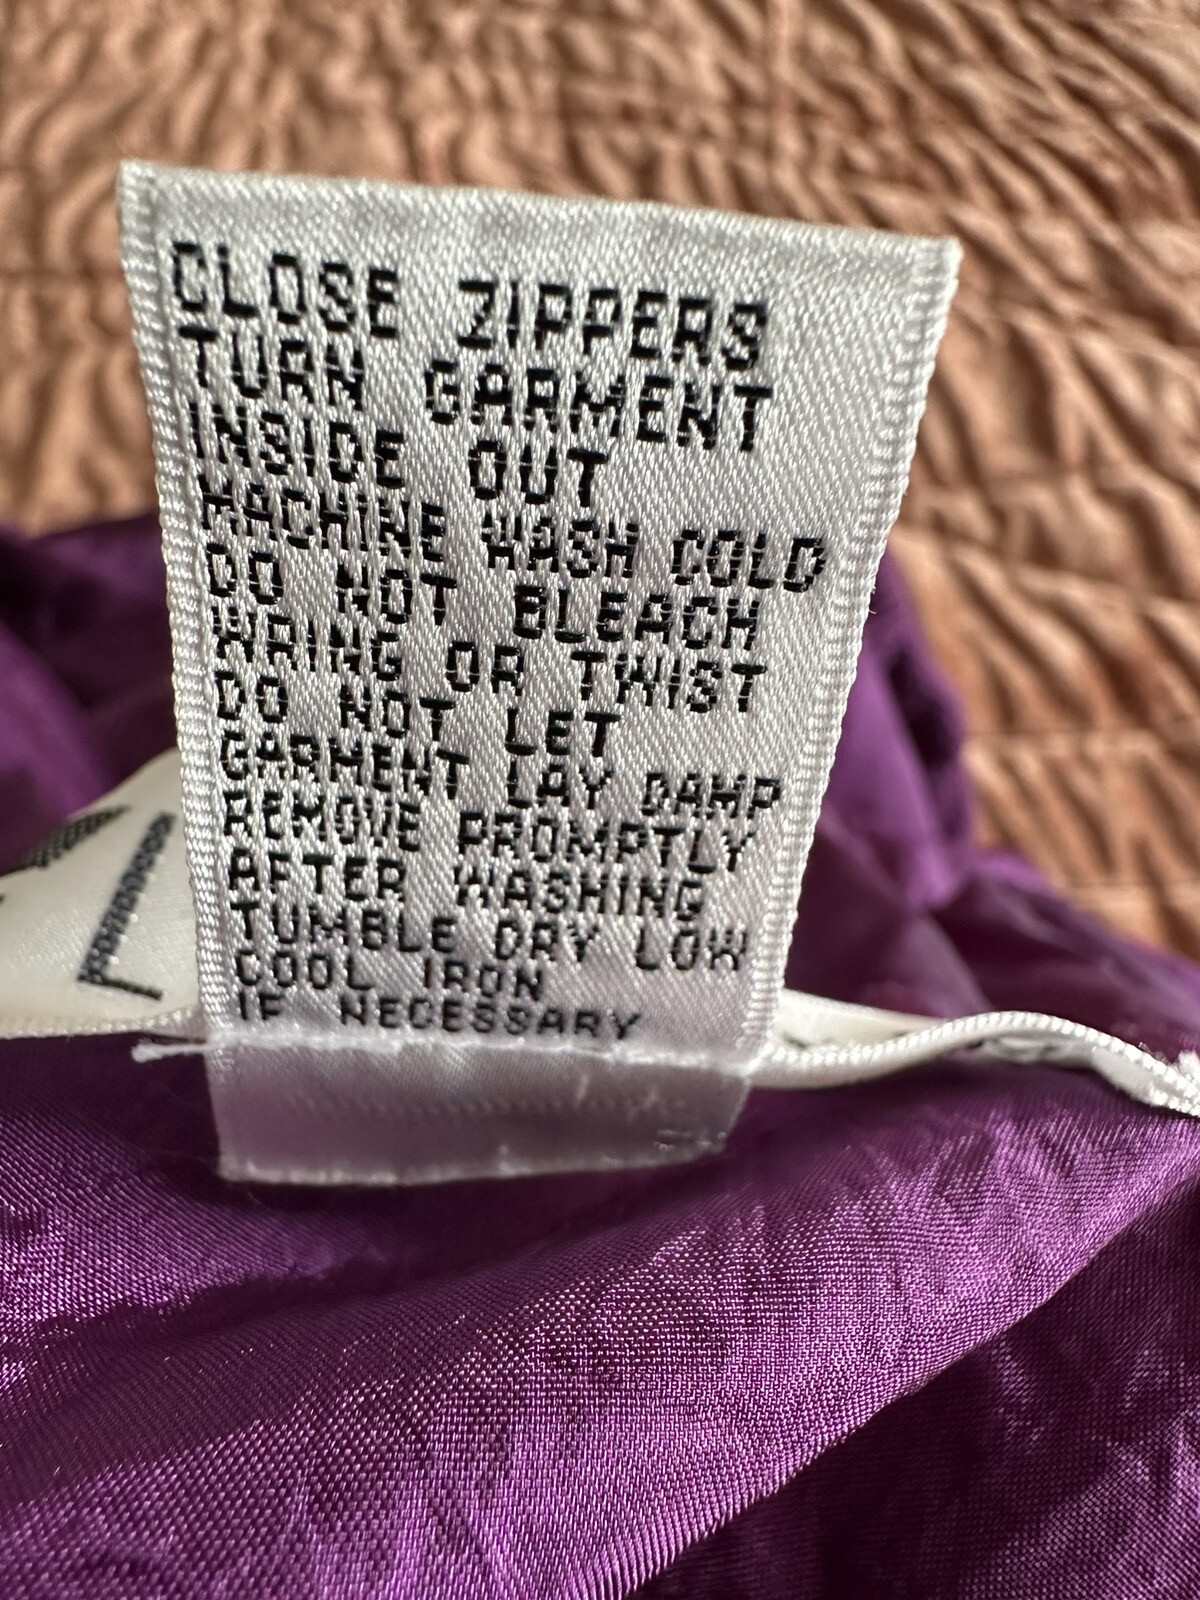 CLOSE ZIPPERS
TURN GARMENT
INSIDE OUT
MACHINE WASH COLD
DO NOT BLEACH
WRING OR TWIST
DO NOT LET
GARMENT LAY DAMP
REMOVE PROMPTLY
AFTER WASHING
TUMBLE DRY LOW
COOL IRON
IF NECESSARY